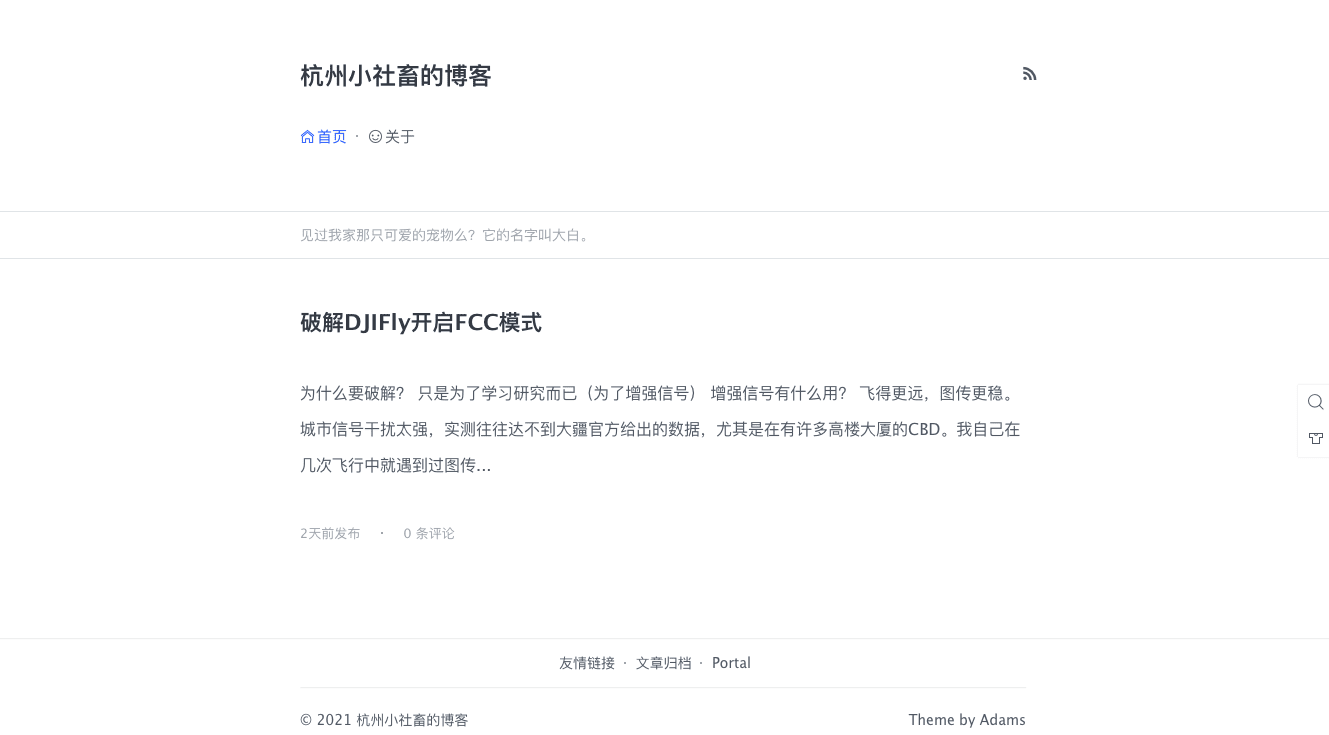 杭州小社畜的博客
首页 · 关于
见过我家那只可爱的宠物么？它的名字叫大白。
破解DJIFly开启FCC模式
为什么要破解？ 只是为了学习研究而已（为了增强信号） 增强信号有什么用？ 飞得更远，图传更稳。
城市信号干扰太强，实测往往达不到大疆官方给出的数据，尤其是在有许多高楼大厦的CBD。我自己在
几次飞行中就遇到过图传...
2天前发布 · 0 条评论
友情链接 · 文章归档 · Portal
© 2021 杭州小社畜的博客 Theme by Adams